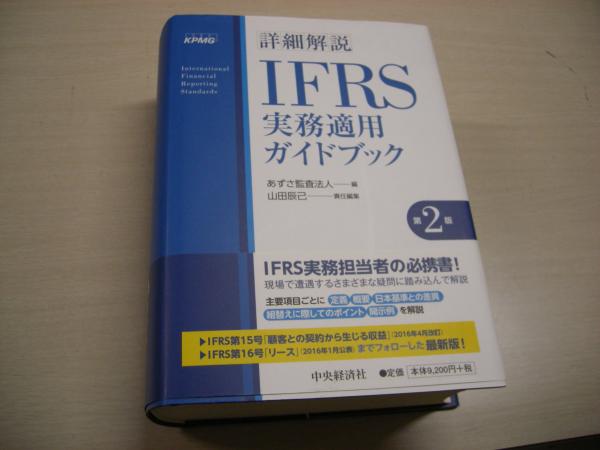 KPMG
International
Financial
Reporting
Standards
詳細解説
IFRS
実務適用
ガイドブック
あずさ監査法人――編
山田辰己―――責任編集
第2版
IFRS実務担当者の必携書!
現場で遭遇するさまざまな疑問に踏み込んで解説
主要項目ごとに 定義 概要 日本基準との差異
組替えに際してのポイント 開示例 を解説
▶IFRS第15号「顧客との契約から生じる収益」(2016年4月改訂)
▶IFRS第16号「リース」(2016年1月公表)までフォローした最新版!
中央経済社
●定価 本体9,200円+税